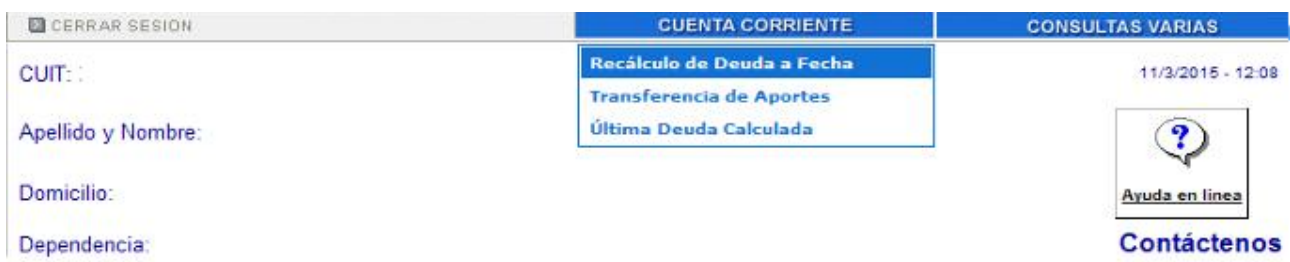 CERRAR SESION CUENTA CORRIENTE CONSULTAS VARIAS
Recálculo de Deuda a Fecha
CUIT: 11/3/2015 - 12:08
Transferencia de Aportes
Última Deuda Calculada
Apellido y Nombre:
?
Domicilio:
Ayuda en linea
Dependencia: Contáctenos